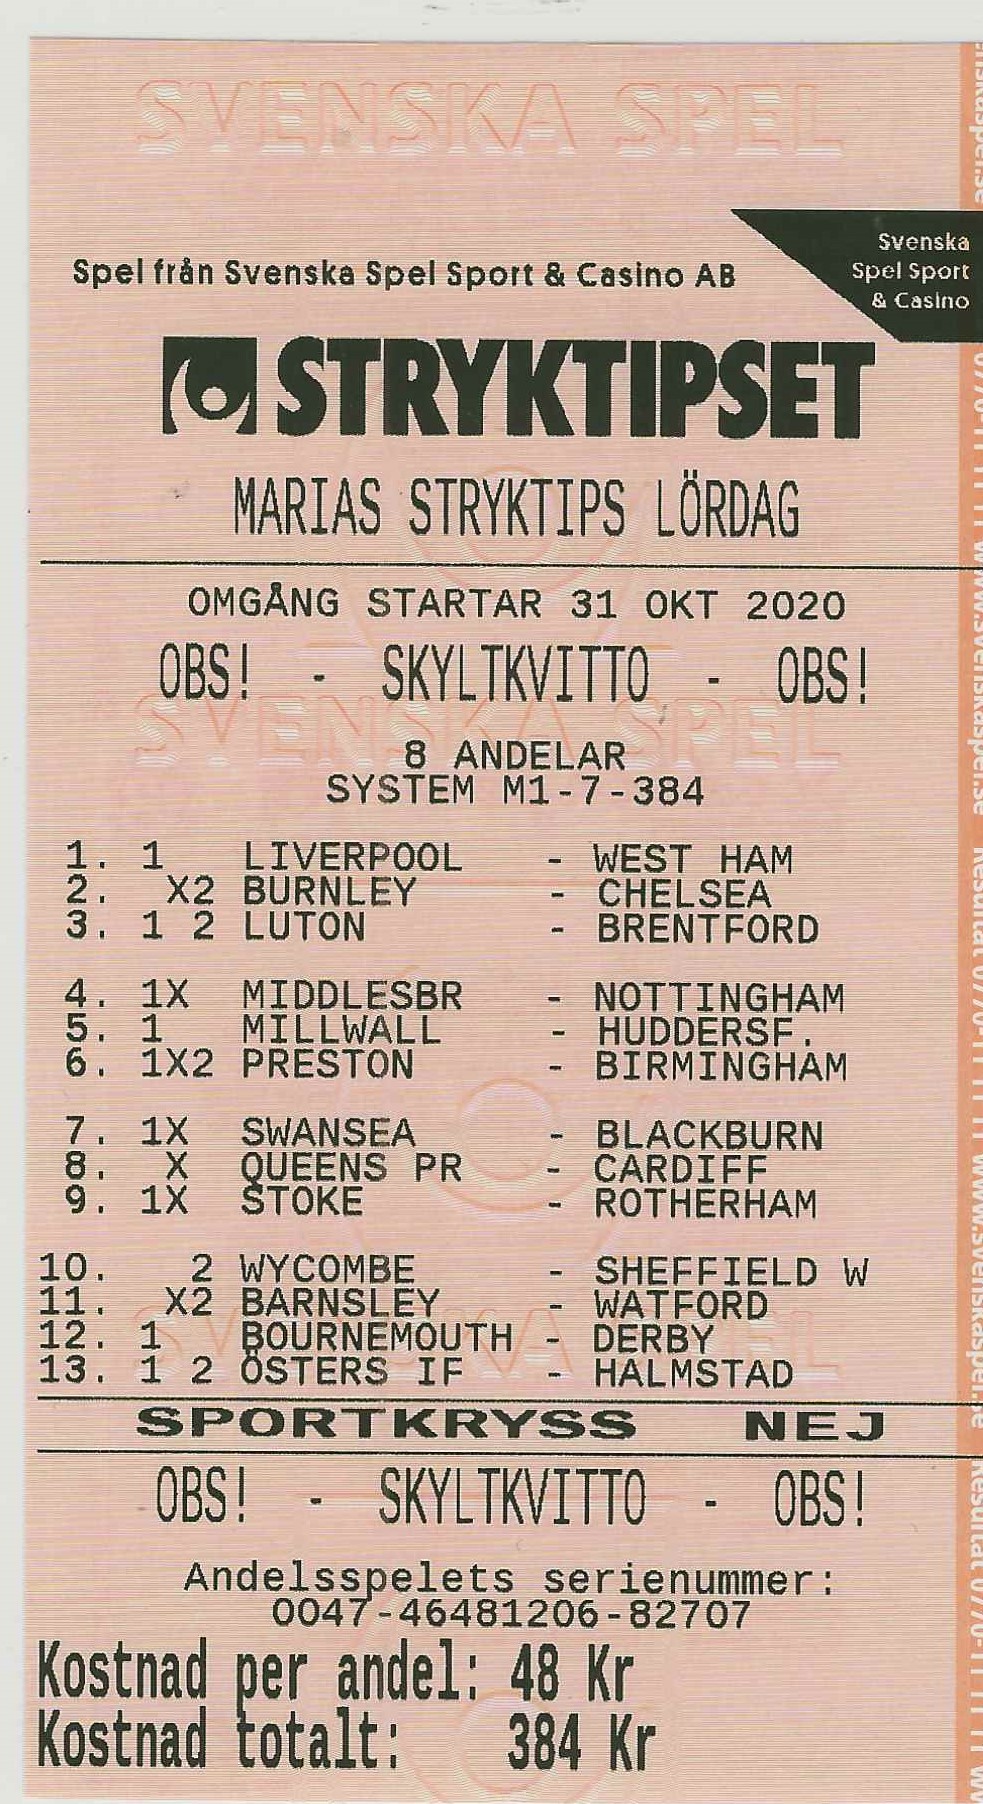 SVENSKA SPEL
Svenska
Spel Sport
& Casino
Spel från Svenska Spel Sport & Casino AB
STRYKTIPSET
MARIAS STRYKTIPS LÖRDAG
OMGÅNG STARTAR 31 OKT 2020
OBS! - SKYLTKVITTO - OBS!
SVENSKA SPEL
8 ANDELAR
SYSTEM M1-7-384
1. 1 LIVERPOOL - WEST HAM
2. X2 BURNLEY - CHELSEA
3. 1 2 LUTON - BRENTFORD
4. 1X MIDDLESBR - NOTTINGHAM
5. 1 MILLWALL - HUDDERSF.
6. 1X2 PRESTON - BIRMINGHAM
7. 1X SWANSEA - BLACKBURN
8. X QUEENS PR - CARDIFF
9. 1X STOKE - ROTHERHAM
10. 2 WYCOMBE - SHEFFIELD W
11. X2 BARNSLEY - WATFORD
12. 1 BOURNEMOUTH - DERBY
13. 1 2 ÖSTERS IF - HALMSTAD
SVENSKA SPEL
SPORTKRYSS NEJ
OBS! - SKYLTKVITTO - OBS!
Andelsspelets serienummer:
0047-46481206-82707
Kostnad per andel: 48 Kr
Kostnad totalt: 384 Kr
www.svenskaspel.se